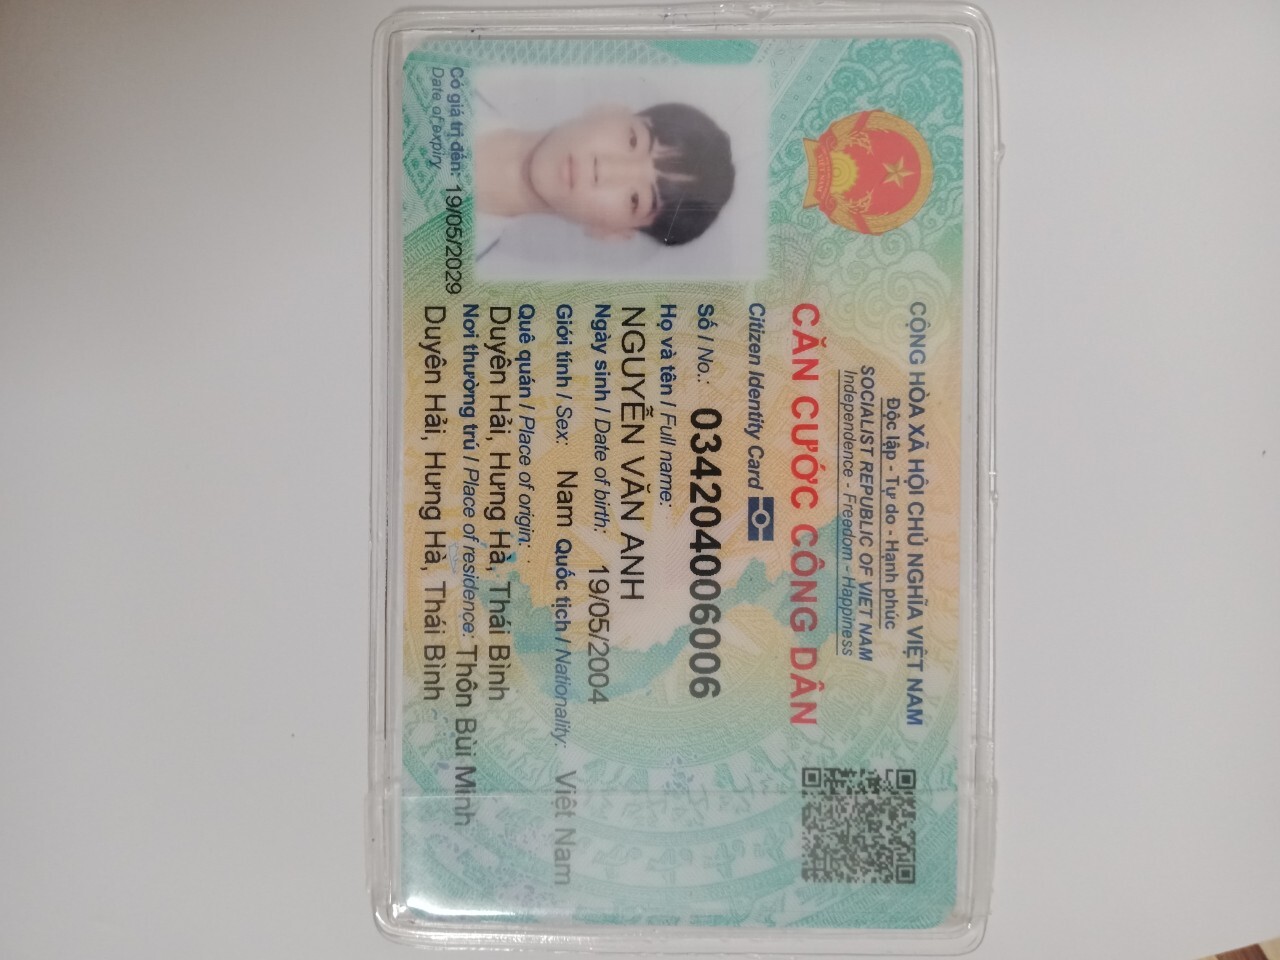 CỘNG HÒA XÃ HỘI CHỦ NGHĨA VIỆT NAM
Độc lập - Tự do - Hạnh phúc
SOCIALIST REPUBLIC OF VIET NAM
Independence - Freedom - Happiness
CĂN CƯỚC CÔNG DÂN
Citizen Identity Card
Số / No.: 034204006006
Họ và tên / Full name:
NGUYỄN VĂN ANH
Ngày sinh / Date of birth: 19/05/2004
Giới tính / Sex: Nam Quốc tịch / Nationality: Việt Nam
Quê quán / Place of origin:
Duyên Hải, Hưng Hà, Thái Bình
Nơi thường trú / Place of residence: Thôn Bùi Minh
Duyên Hải, Hưng Hà, Thái Bình
Có giá trị đến: 19/05/2029
Date of expiry
VIỆT NAM